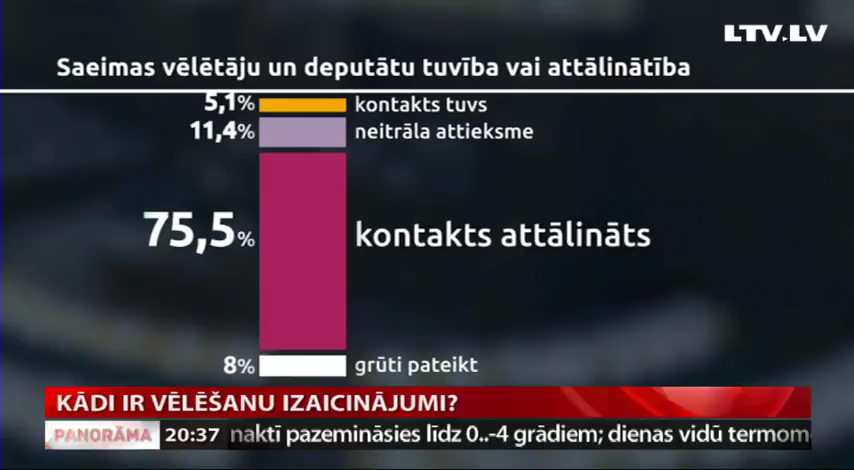 LTV.LV
Saeimas vēlētāju un deputātu tuvība vai attālinātība
5,1% kontakts tuvs
11,4% neitrāla attieksme
75,5% kontakts attālināts
8% grūti pateikt
KĀDI IR VĒLĒŠANU IZAICINĀJUMI?
PANORĀMA 20:37 naktī pazemināsies līdz 0..-4 grādiem; dienas vidū termom